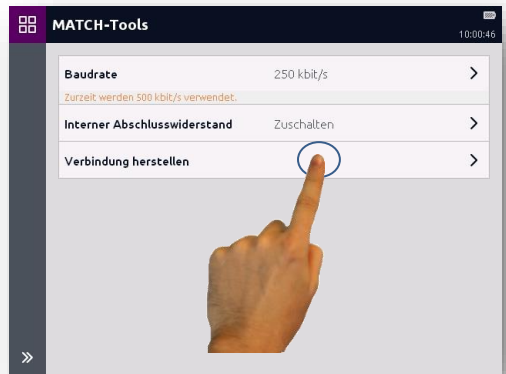 MATCH-Tools
10:00:46
Baudrate 250 kbit/s
Zurzeit werden 500 kbit/s verwendet.
Interner Abschlusswiderstand Zuschalten
Verbindung herstellen